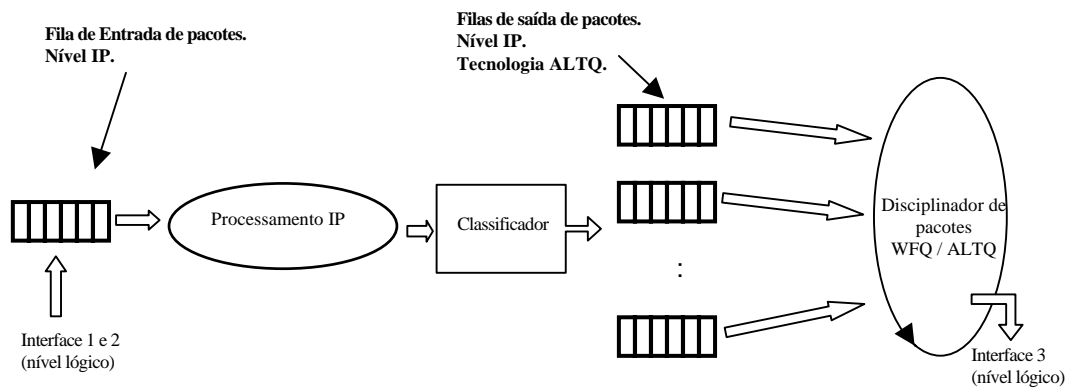 Fila de Entrada de pacotes.
Nível IP.
Filas de saída de pacotes.
Nível IP.
Tecnologia ALTQ.
Processamento IP
Classificador
:
Disciplinador de
pacotes
WFQ / ALTQ
Interface 1 e 2
(nível lógico)
Interface 3
(nível lógico)